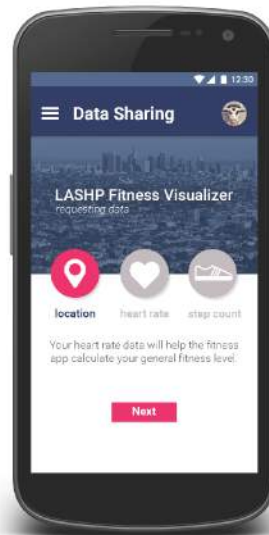 12:30
Data Sharing
LASHP Fitness Visualizer
requesting data
location heart rate step count
Your heart rate data will help the fitness
app calculate your general fitness level.
Next